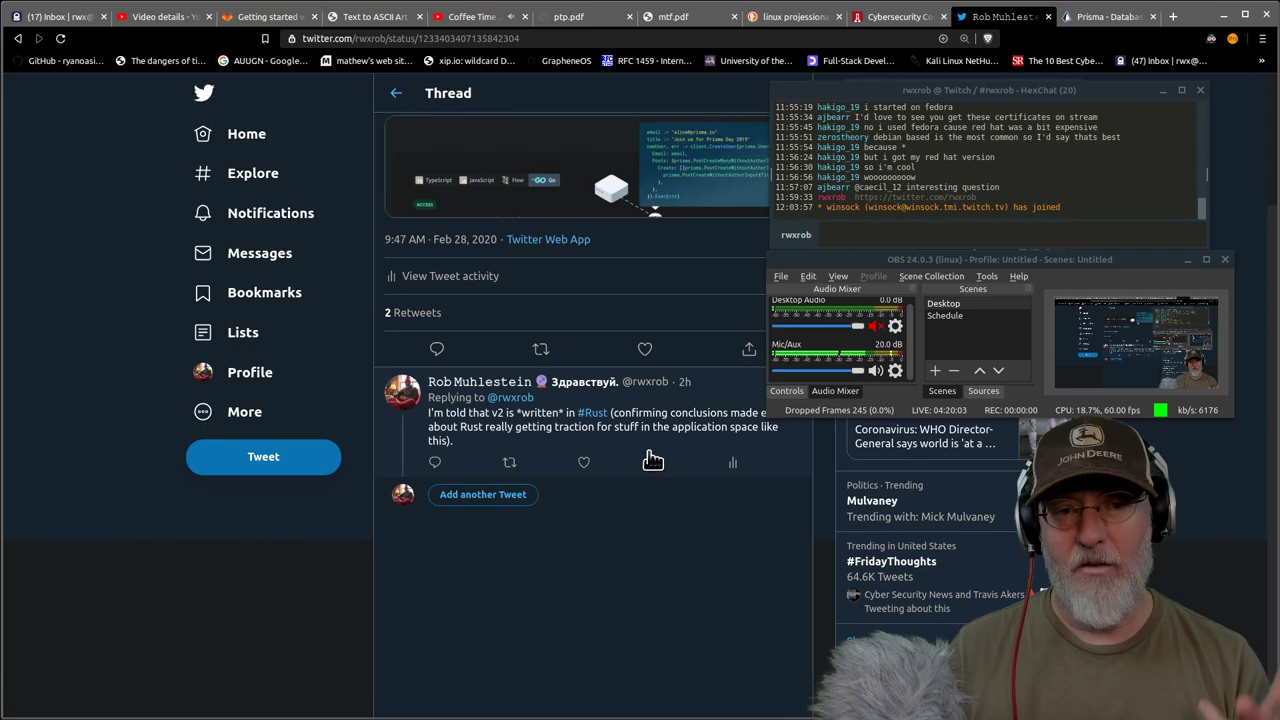 (17) Inbox | rwx@
Video details - Y
Getting started w
Text to ASCII Art
Coffee Time
ptp.pdf
mtf.pdf
linux projessiona
Cybersecurity Co
Rob Muhlestein
Prisma - Databas
twitter.com/rwxrob/status/1233403407135842304
GitHub - ryanoasi...
The dangers of ti...
AUUGN - Google...
mathew's blog (61...
xip.io: wildcard D...
GrapheneOS
RFC 1459 - Intern...
University of the...
Full-Stack Devel...
Kali Linux NetHu...
The 10 Best Cybe...
(47) Inbox | rwx@...
Home
Explore
Notifications
Messages
Bookmarks
Lists
Profile
More
Tweet
Thread
TypeScript
JavaScript
Flow
Go
ACCESS
9:47 AM · Feb 28, 2020 · Twitter Web App
View Tweet activity
2 Retweets
Rob Muhlestein 🔮 Здравствуй. @rwxrob · 2h
Replying to @rwxrob
I'm told that v2 is *written* in #Rust (confirming conclusions made e
about Rust really getting traction for stuff in the application space like
this).
Add another Tweet
rwxrob @ Twitch / #rwxrob - HexChat (20)
11:55:19 hakigo_19 i started on fedora
11:55:34 ajbearr I'd love to see you get these certificates on stream
11:55:45 hakigo_19 no i used fedora cause red hat was a bit expensive
11:55:51 zerostheory debian based is the most common so I'd say thats best
11:55:54 hakigo_19 because *
11:56:24 hakigo_19 but i got my red hat version
11:56:30 hakigo_19 so i'm cool
11:56:56 hakigo_19 wooooooooow
11:57:07 ajbearr @caecil_12 interesting question
11:59:33 rwxrob https://twitter.com/rwxrob
12:03:57 * winsock (winsock@winsock.tmi.twitch.tv) has joined
rwxrob
OBS 24.0.3 (linux) - Profile: Untitled - Scenes: Untitled
File Edit View Profile Scene Collection Tools Help
Audio Mixer
Scenes
Desktop Audio 0.0 dB
Mic/Aux 20.0 dB
Desktop
Schedule
Controls Audio Mixer
Scenes Sources
Dropped Frames 245 (0.0%) LIVE: 04:20:03 REC: 00:00:00 CPU: 18.7%, 60.00 fps kb/s: 6176
Coronavirus: WHO Director-
General says world is 'at a ...
Politics · Trending
Mulvaney
Trending with: Mick Mulvaney
Trending in United States
#FridayThoughts
64.6K Tweets
Cyber Security News and Travis Akers
Tweeting about this
JOHN DEERE